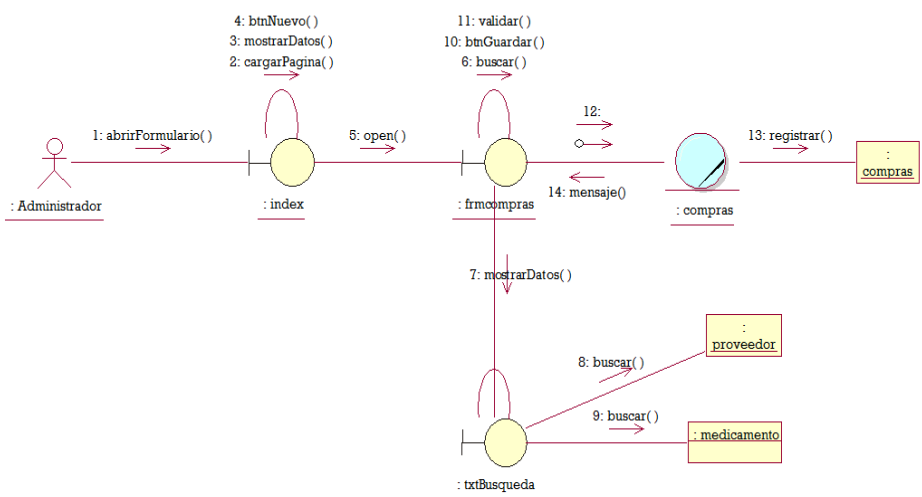 4: btnNuevo( )
3: mostrarDatos( )
2: cargarPagina( )
11: validar( )
10: btnGuardar( )
6: buscar( )
1: abrirFormulario( )
5: open( )
12:
13: registrar( )
14: mensaje()
:
compras
: Administrador
: index
: frmcompras
: compras
7: mostrarDatos( )
:
proveedor
8: buscar( )
9: buscar( )
: medicamento
: txtBusqueda